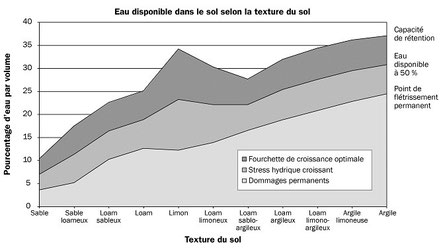 Eau disponible dans le sol selon la texture du sol
Pourcentage d'eau par volume
40
35
30
25
20
15
10
5
0
Capacité
de rétention
Eau
disponible
à 50 %
Point de
flétrissement
permanent
Fourchette de croissance optimale
Stress hydrique croissant
Dommages permanents
Sable
Sable
loameux
Loam
sableux
Loam
Limon
Loam
limoneux
Loam
sablo-
argileux
Loam
argileux
Loam
limono-
argileux
Argile
limoneuse
Argile
Texture du sol